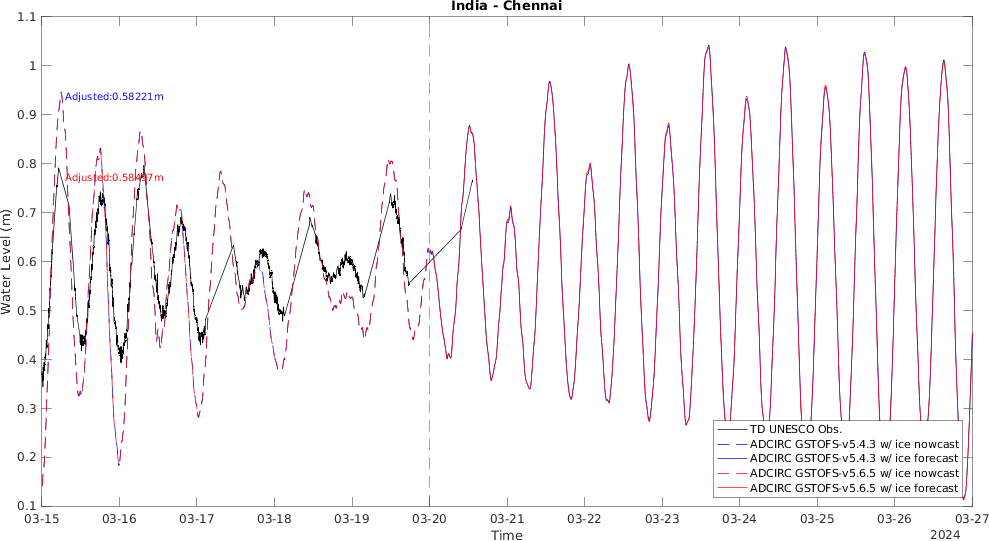 India - Chennai
Water Level (m)
1.1
1
0.9
0.8
0.7
0.6
0.5
0.4
0.3
0.2
0.1
Adjusted:0.58221m
Adjusted:0.58497m
TD UNESCO Obs.
ADCIRC GSTOFS-v5.4.3 w/ ice nowcast
ADCIRC GSTOFS-v5.4.3 w/ ice forecast
ADCIRC GSTOFS-v5.6.5 w/ ice nowcast
ADCIRC GSTOFS-v5.6.5 w/ ice forecast
03-15 03-16 03-17 03-18 03-19 03-20 03-21 03-22 03-23 03-24 03-25 03-26 03-27
Time
2024